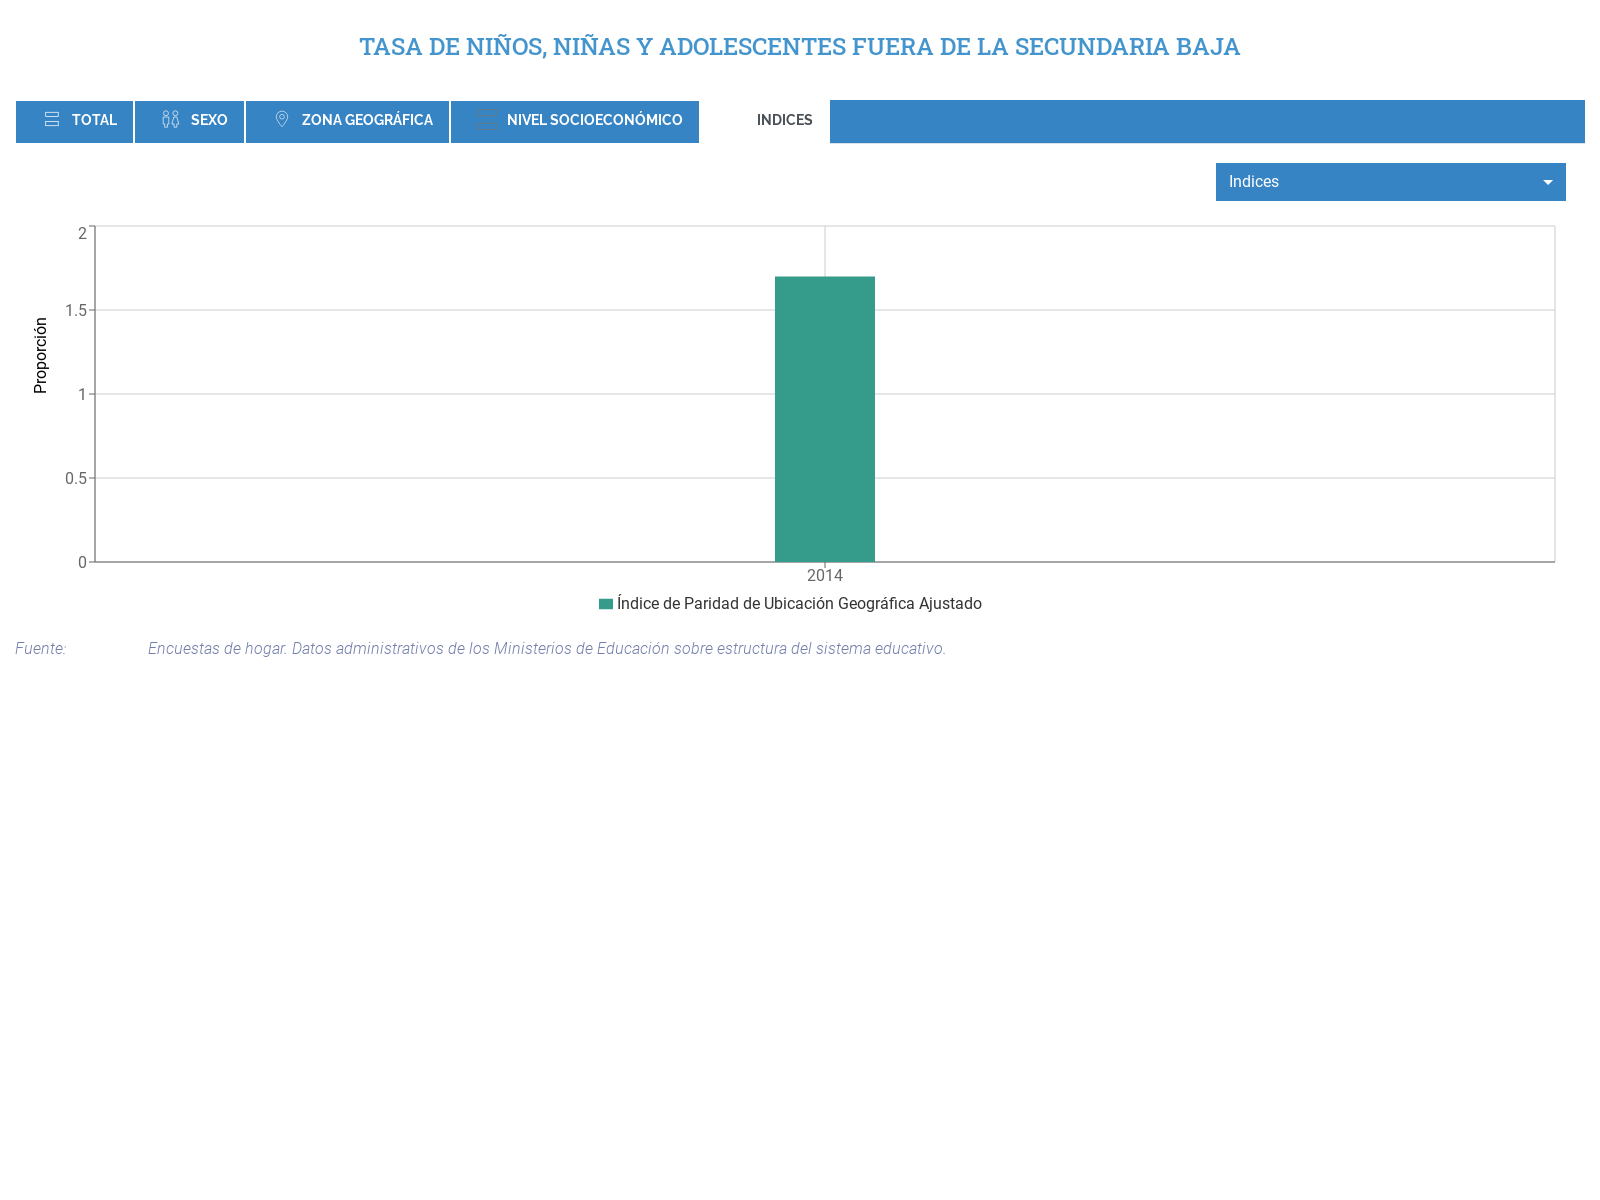 TASA DE NIÑOS, NIÑAS Y ADOLESCENTES FUERA DE LA SECUNDARIA BAJA
TOTAL SEXO ZONA GEOGRÁFICA NIVEL SOCIOECONÓMICO INDICES
Indices
2
1.5
Proporción
1
0.5
0
2014
Índice de Paridad de Ubicación Geográfica Ajustado
Fuente: Encuestas de hogar. Datos administrativos de los Ministerios de Educación sobre estructura del sistema educativo.